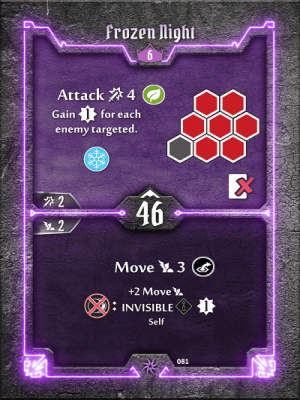 Frozen Night
6
Attack 4
Gain 1 for each
enemy targeted.
2
46
2
Move 3
+2 Move
: INVISIBLE 1
Self
081